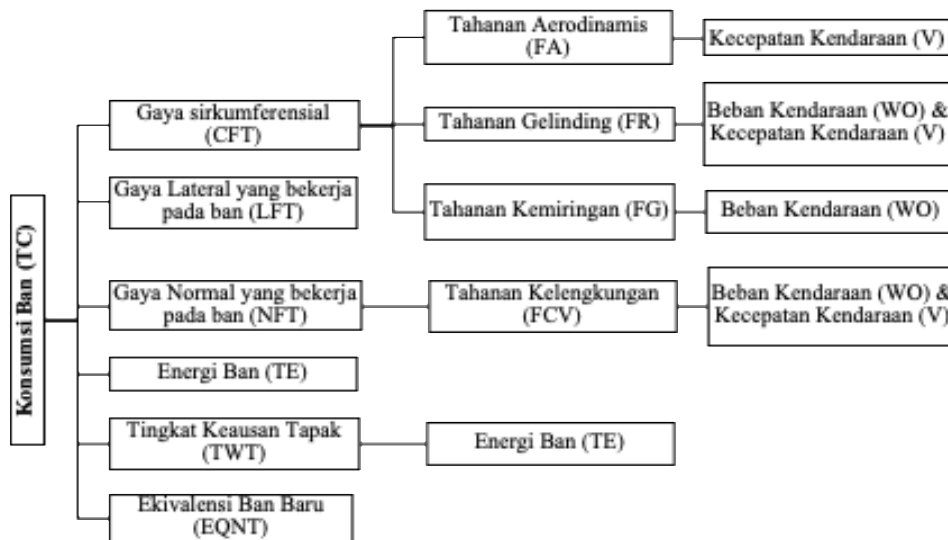 Konsumsi Ban (TC)
Gaya sirkumferensial
(CFT)
Gaya Lateral yang bekerja
pada ban (LFT)
Gaya Normal yang bekerja
pada ban (NFT)
Energi Ban (TE)
Tingkat Keausan Tapak
(TWT)
Ekivalensi Ban Baru
(EQNT)
Tahanan Aerodinamis
(FA)
Tahanan Gelinding (FR)
Tahanan Kemiringan (FG)
Tahanan Kelengkungan
(FCV)
Energi Ban (TE)
Kecepatan Kendaraan (V)
Beban Kendaraan (WO) &
Kecepatan Kendaraan (V)
Beban Kendaraan (WO)
Beban Kendaraan (WO) &
Kecepatan Kendaraan (V)